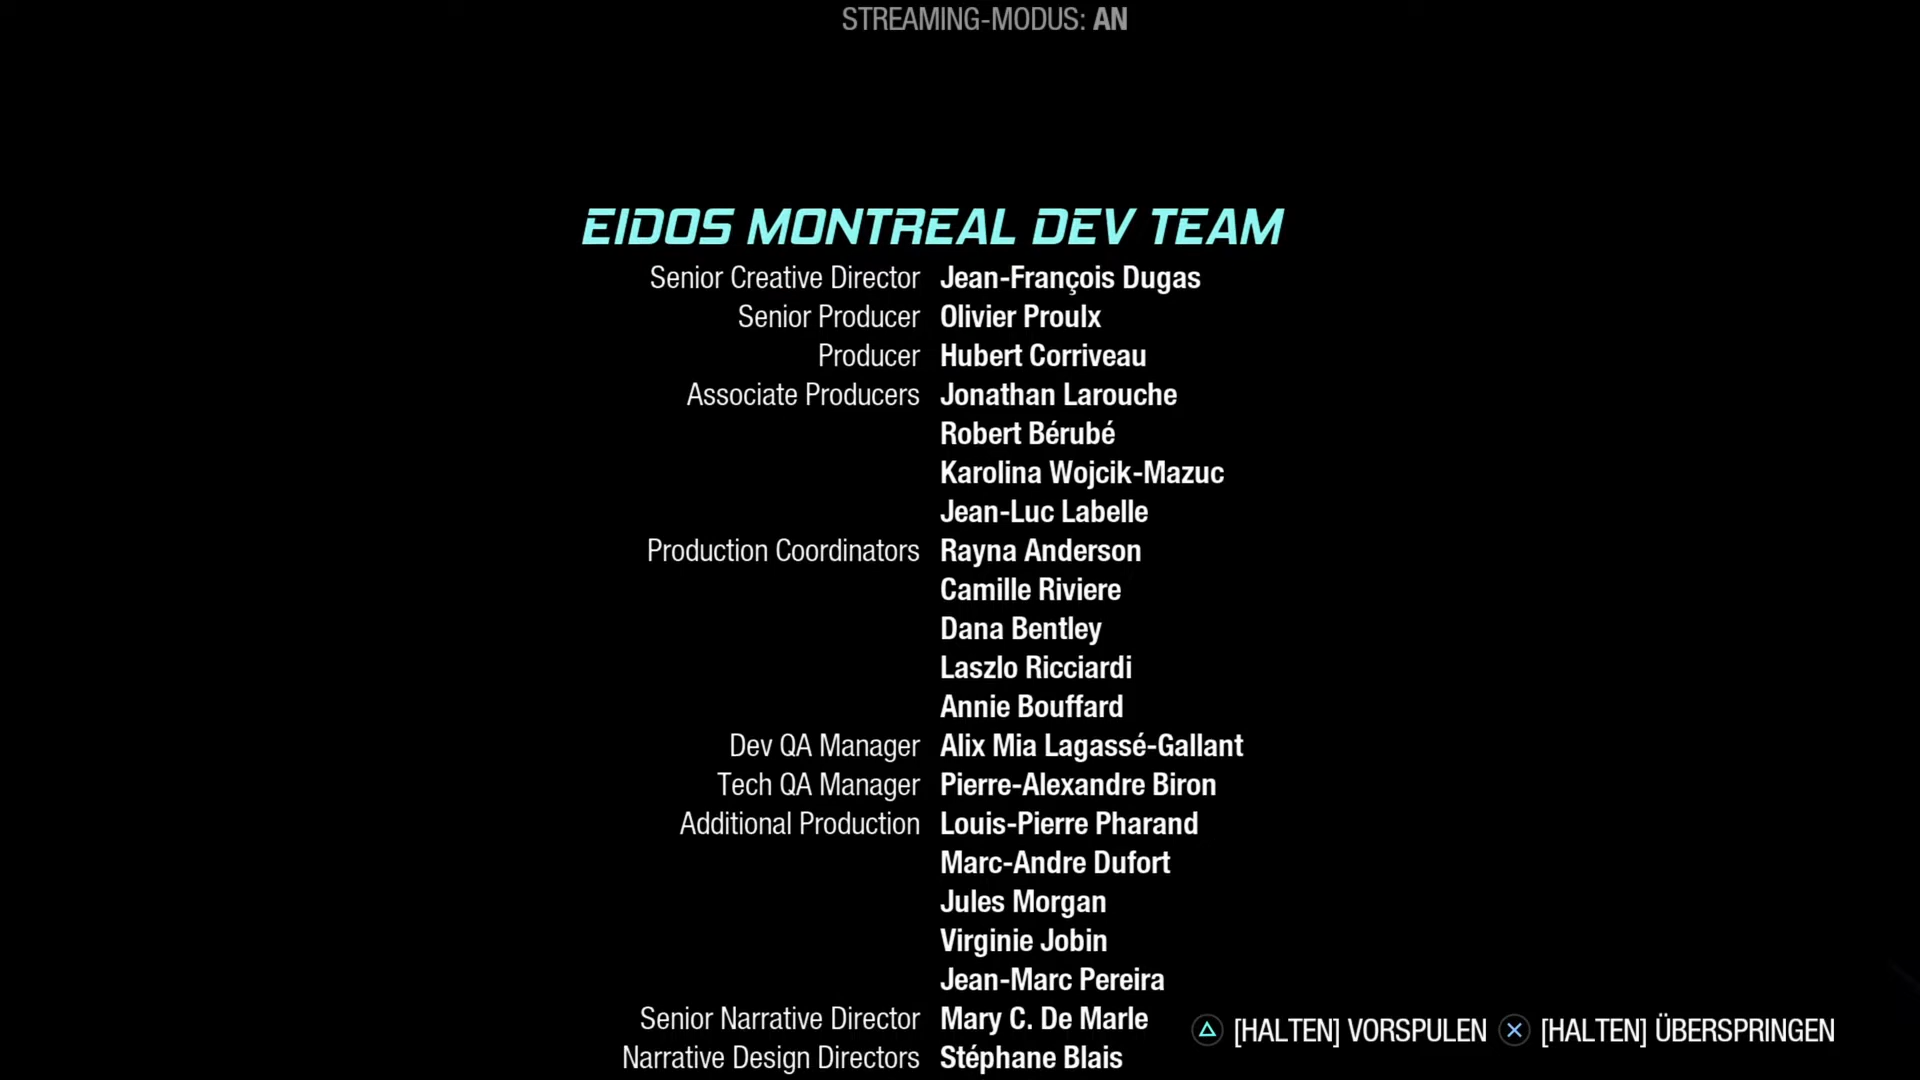 STREAMING-MODUS: AN
EIDOS MONTREAL DEV TEAM
Senior Creative Director Jean-François Dugas
Senior Producer Olivier Proulx
Producer Hubert Corriveau
Associate Producers Jonathan Larouche
Robert Bérubé
Karolina Wojcik-Mazuc
Jean-Luc Labelle
Production Coordinators Rayna Anderson
Camille Riviere
Dana Bentley
Laszlo Ricciardi
Annie Bouffard
Dev QA Manager Alix Mia Lagassé-Gallant
Tech QA Manager Pierre-Alexandre Biron
Additional Production Louis-Pierre Pharand
Marc-Andre Dufort
Jules Morgan
Virginie Jobin
Jean-Marc Pereira
Senior Narrative Director Mary C. De Marle
[HALTEN] VORSPULEN [HALTEN] ÜBERSPRINGEN
Narrative Design Directors Stéphane Blais